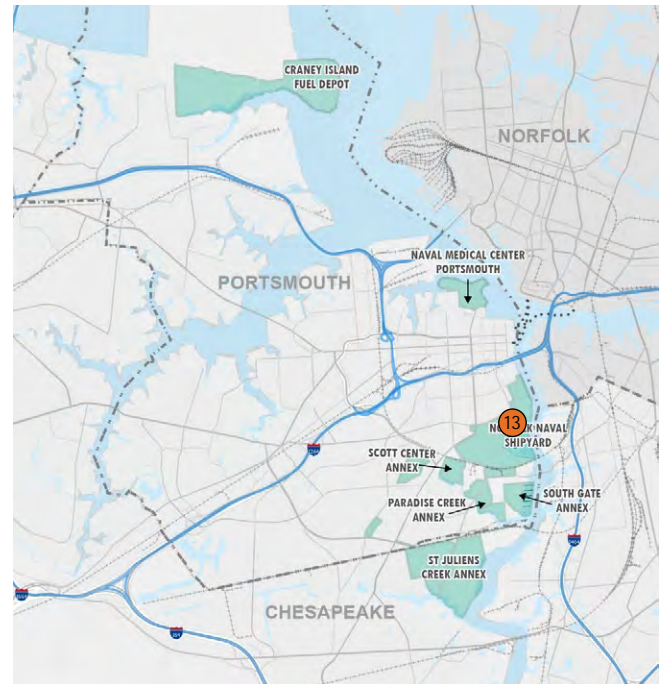 CRANEY ISLAND
FUEL DEPOT
NORFOLK
NAVAL MEDICAL CENTER
PORTSMOUTH
PORTSMOUTH
13
NAVAL
SHIPYARD
SCOTT CENTER
ANNEX
PARADISE CREEK
ANNEX
SOUTH GATE
ANNEX
ST JULIENS
CREEK ANNEX
CHESAPEAKE